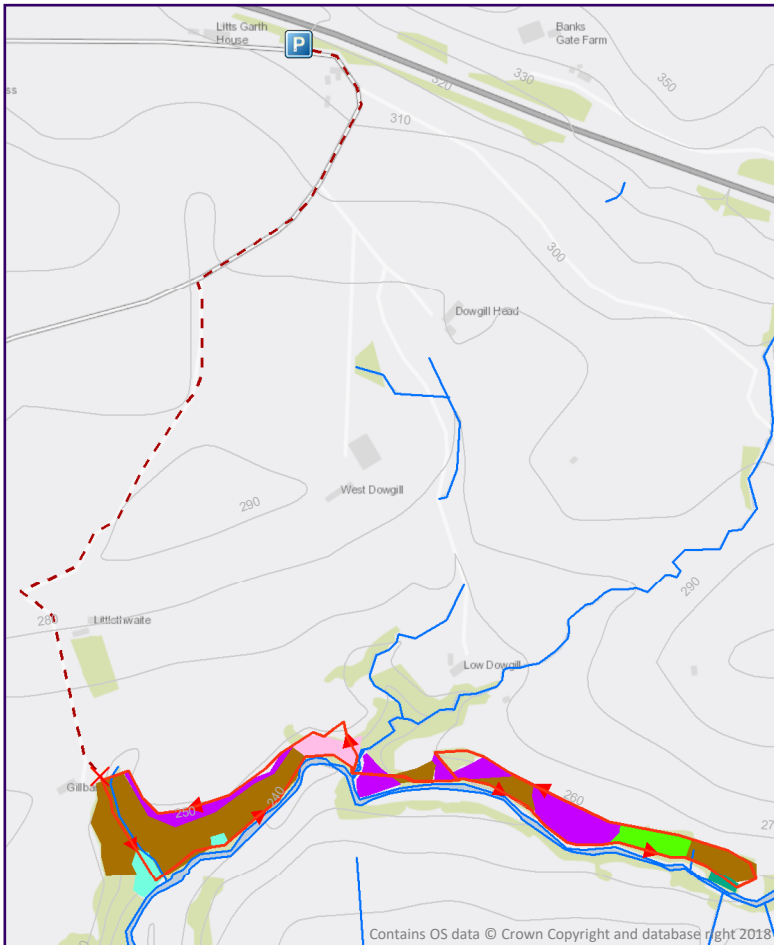 Litts Garth
House
P
Banks
Gate Farm
320
330
350
310
ss
300
Dowgill Head
290
West Dowgill
290
280
Littlethwaite
Low Dowgill
250
240
260
Contains OS data © Crown Copyright and database right 2018